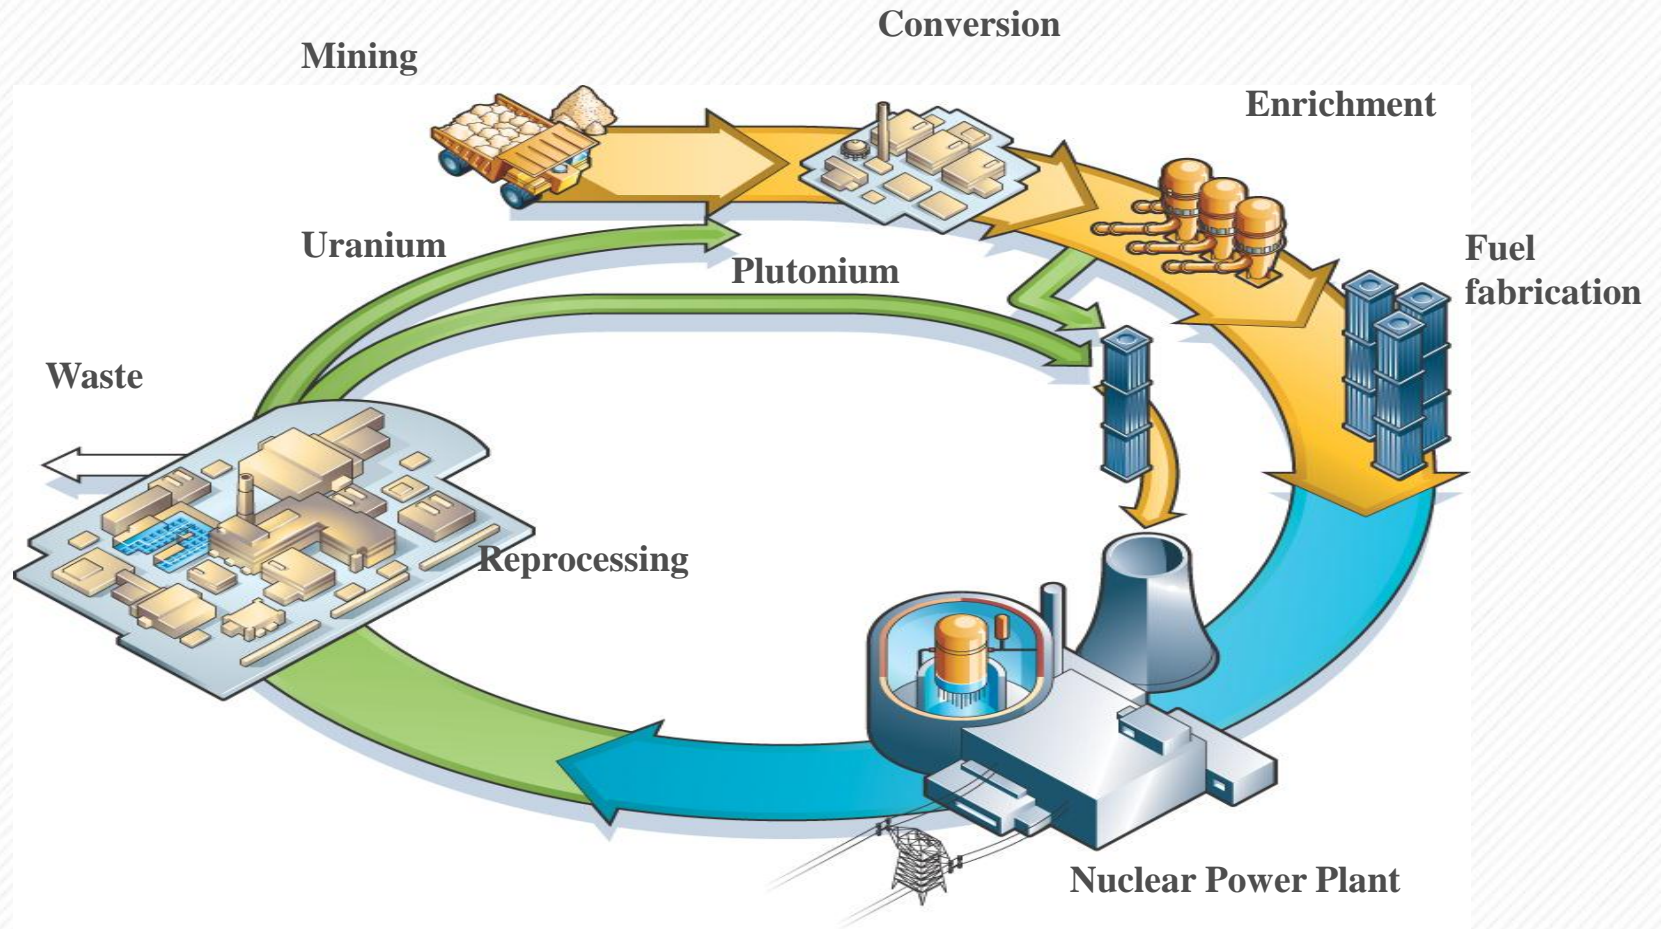 Conversion
Mining
Enrichment
Uranium
Plutonium
Fuel
fabrication
Waste
Reprocessing
Nuclear Power Plant